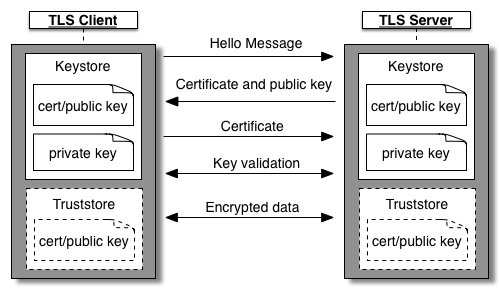 TLS Client
TLS Server
Keystore
cert/public key
private key
Truststore
cert/public key
Hello Message
Certificate and public key
Certificate
Key validation
Encrypted data
Keystore
cert/public key
private key
Truststore
cert/public key